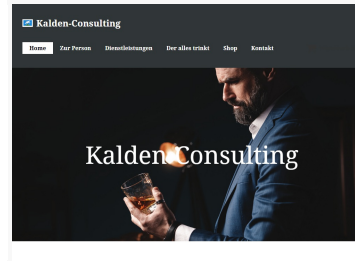 Kalden-Consulting
Home Zur Person Dienstleistungen Der alles trinkt Shop Kontakt
Kalden-Consulting